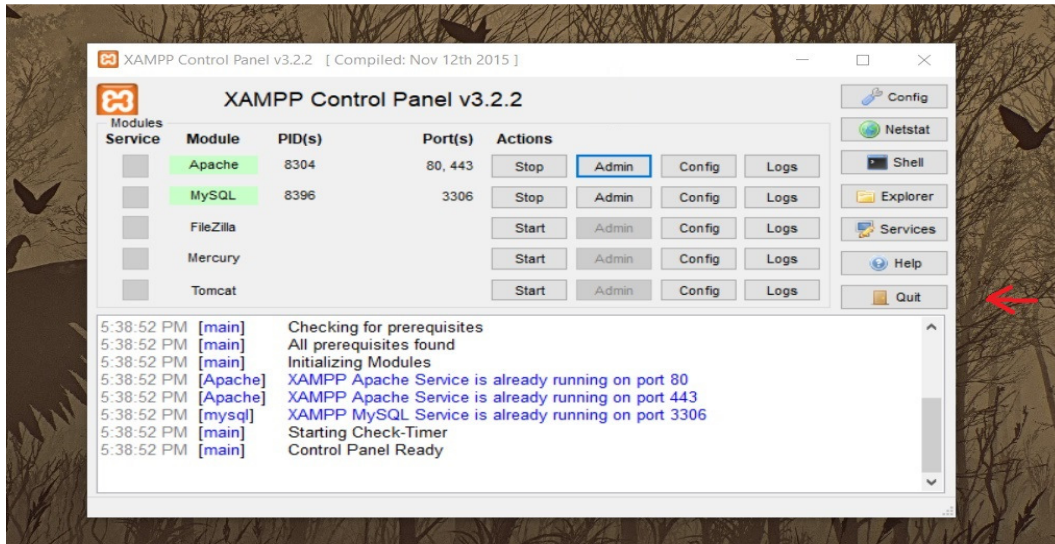 XAMPP Control Panel v3.2.2 [ Compiled: Nov 12th 2015 ]
XAMPP Control Panel v3.2.2
Config
Modules
Service Module PID(s) Port(s) Actions
Netstat
Apache 8304 80, 443 Stop Admin Config Logs
Shell
MySQL 8396 3306 Stop Admin Config Logs
Explorer
FileZilla Start Admin Config Logs
Services
Mercury Start Admin Config Logs
Help
Tomcat Start Admin Config Logs
Quit
5:38:52 PM [main] Checking for prerequisites
5:38:52 PM [main] All prerequisites found
5:38:52 PM [main] Initializing Modules
5:38:52 PM [Apache] XAMPP Apache Service is already running on port 80
5:38:52 PM [Apache] XAMPP Apache Service is already running on port 443
5:38:52 PM [mysql] XAMPP MySQL Service is already running on port 3306
5:38:52 PM [main] Starting Check-Timer
5:38:52 PM [main] Control Panel Ready